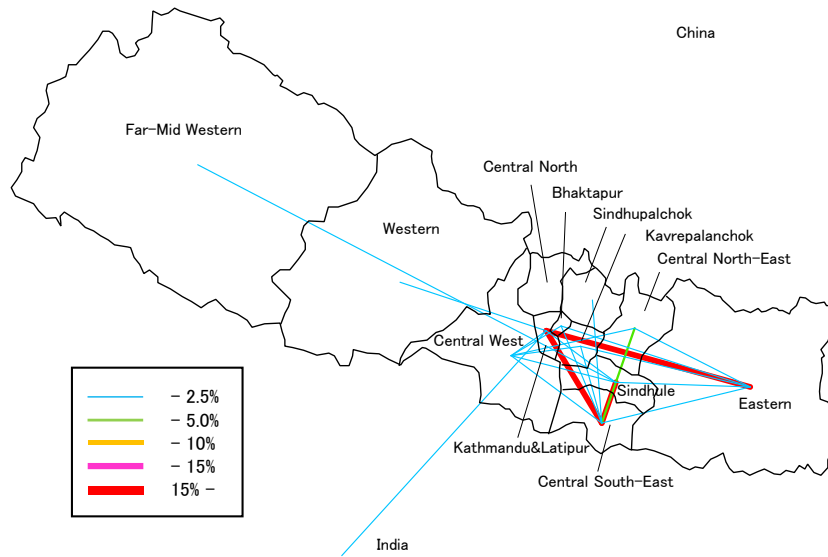 China
Far-Mid Western
Central North
Bhaktapur
Sindhupalchok
Western
Kavrepalanchok
Central North-East
Central West
Sindhule
Eastern
- 2.5%
- 5.0%
- 10%
- 15%
15% -
Kathmandu&Latipur
Central South-East
India